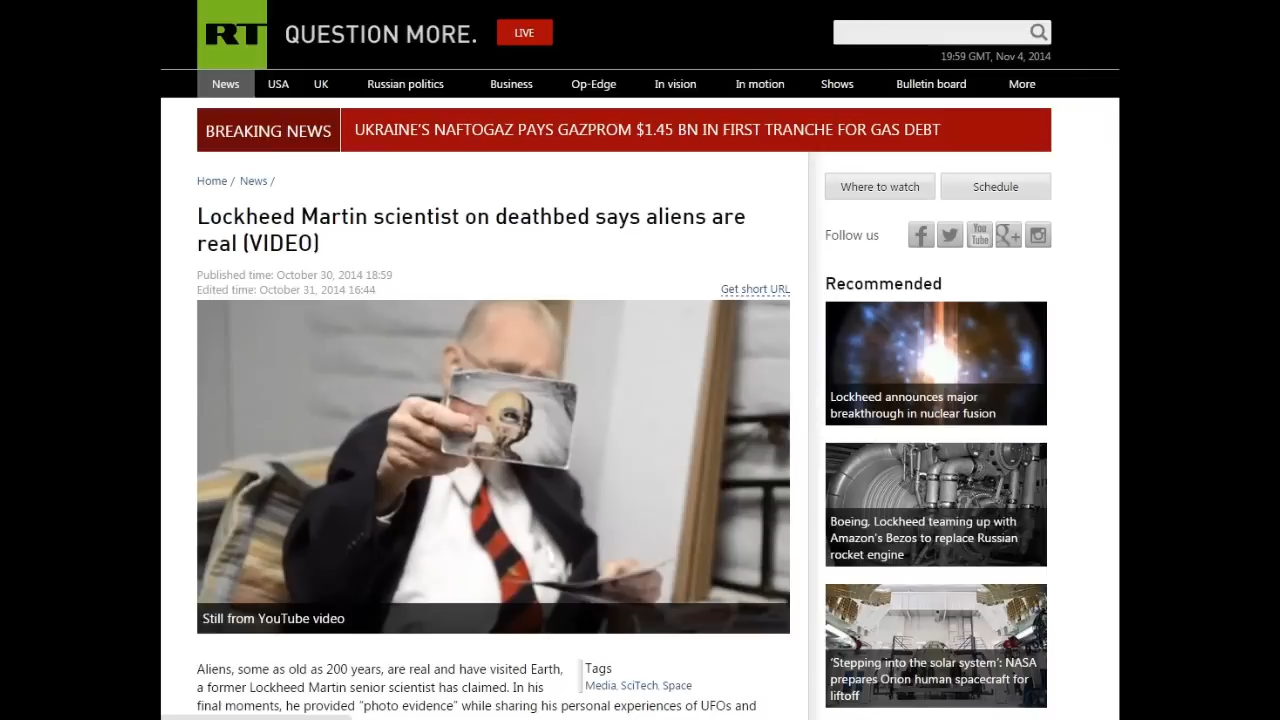 RT
QUESTION MORE.
LIVE
19:59 GMT, Nov 4, 2014
News
USA
UK
Russian politics
Business
Op-Edge
In vision
In motion
Shows
Bulletin board
More
BREAKING NEWS
UKRAINE'S NAFTOGAZ PAYS GAZPROM $1.45 BN IN FIRST TRANCHE FOR GAS DEBT
Home / News /
Lockheed Martin scientist on deathbed says aliens are
real (VIDEO)
Published time: October 30, 2014 18:59
Edited time: October 31, 2014 16:44
Get short URL
Still from YouTube video
Aliens, some as old as 200 years, are real and have visited Earth,
a former Lockheed Martin senior scientist has claimed. In his
final moments, he provided "photo evidence" while sharing his personal experiences of UFOs and
Tags
Media, SciTech, Space
Where to watch
Schedule
Follow us
You
Tube
Recommended
Lockheed announces major
breakthrough in nuclear fusion
Boeing, Lockheed teaming up with
Amazon's Bezos to replace Russian
rocket engine
'Stepping into the solar system': NASA
prepares Orion human spacecraft for
liftoff